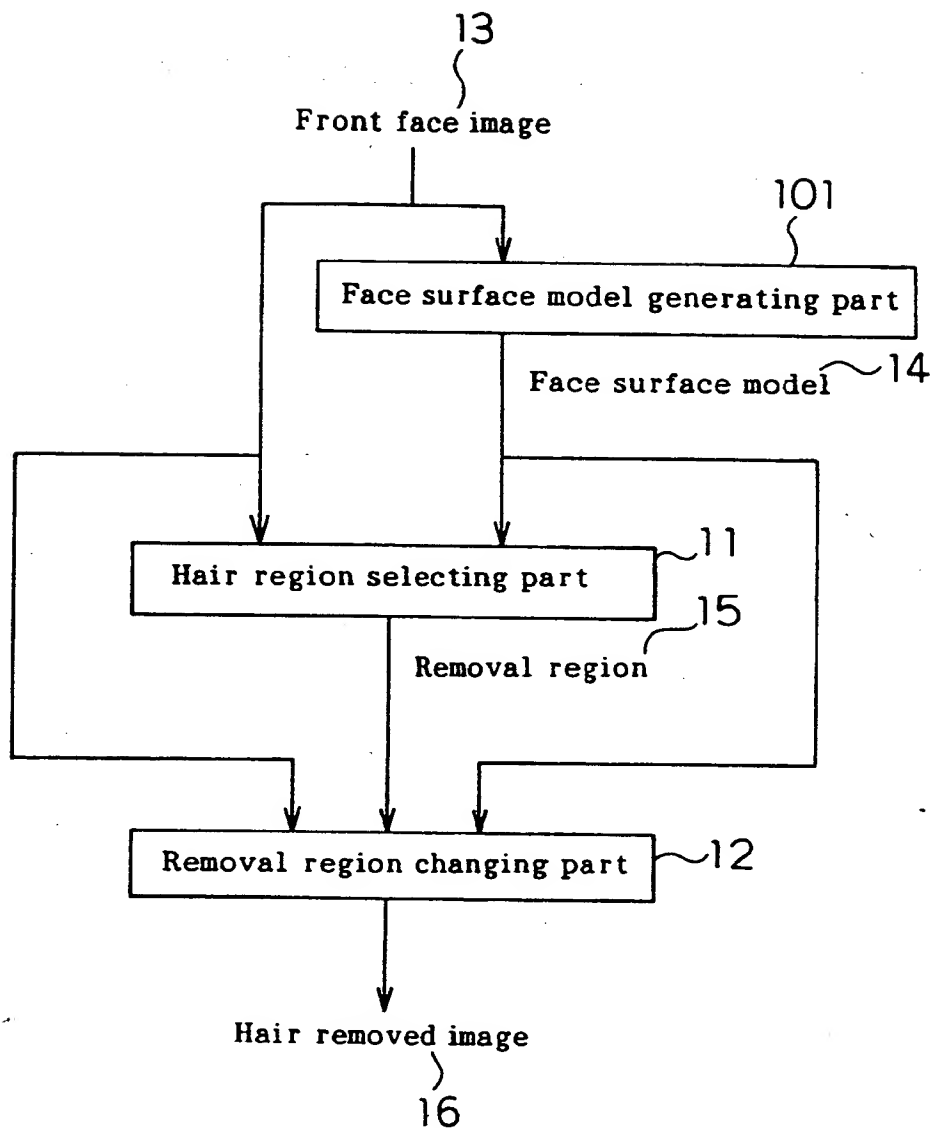 13
Front face image
101
Face surface model generating part
Face surface model 14
11
Hair region selecting part
15
Removal region
Removal region changing part 12
Hair removed image
16